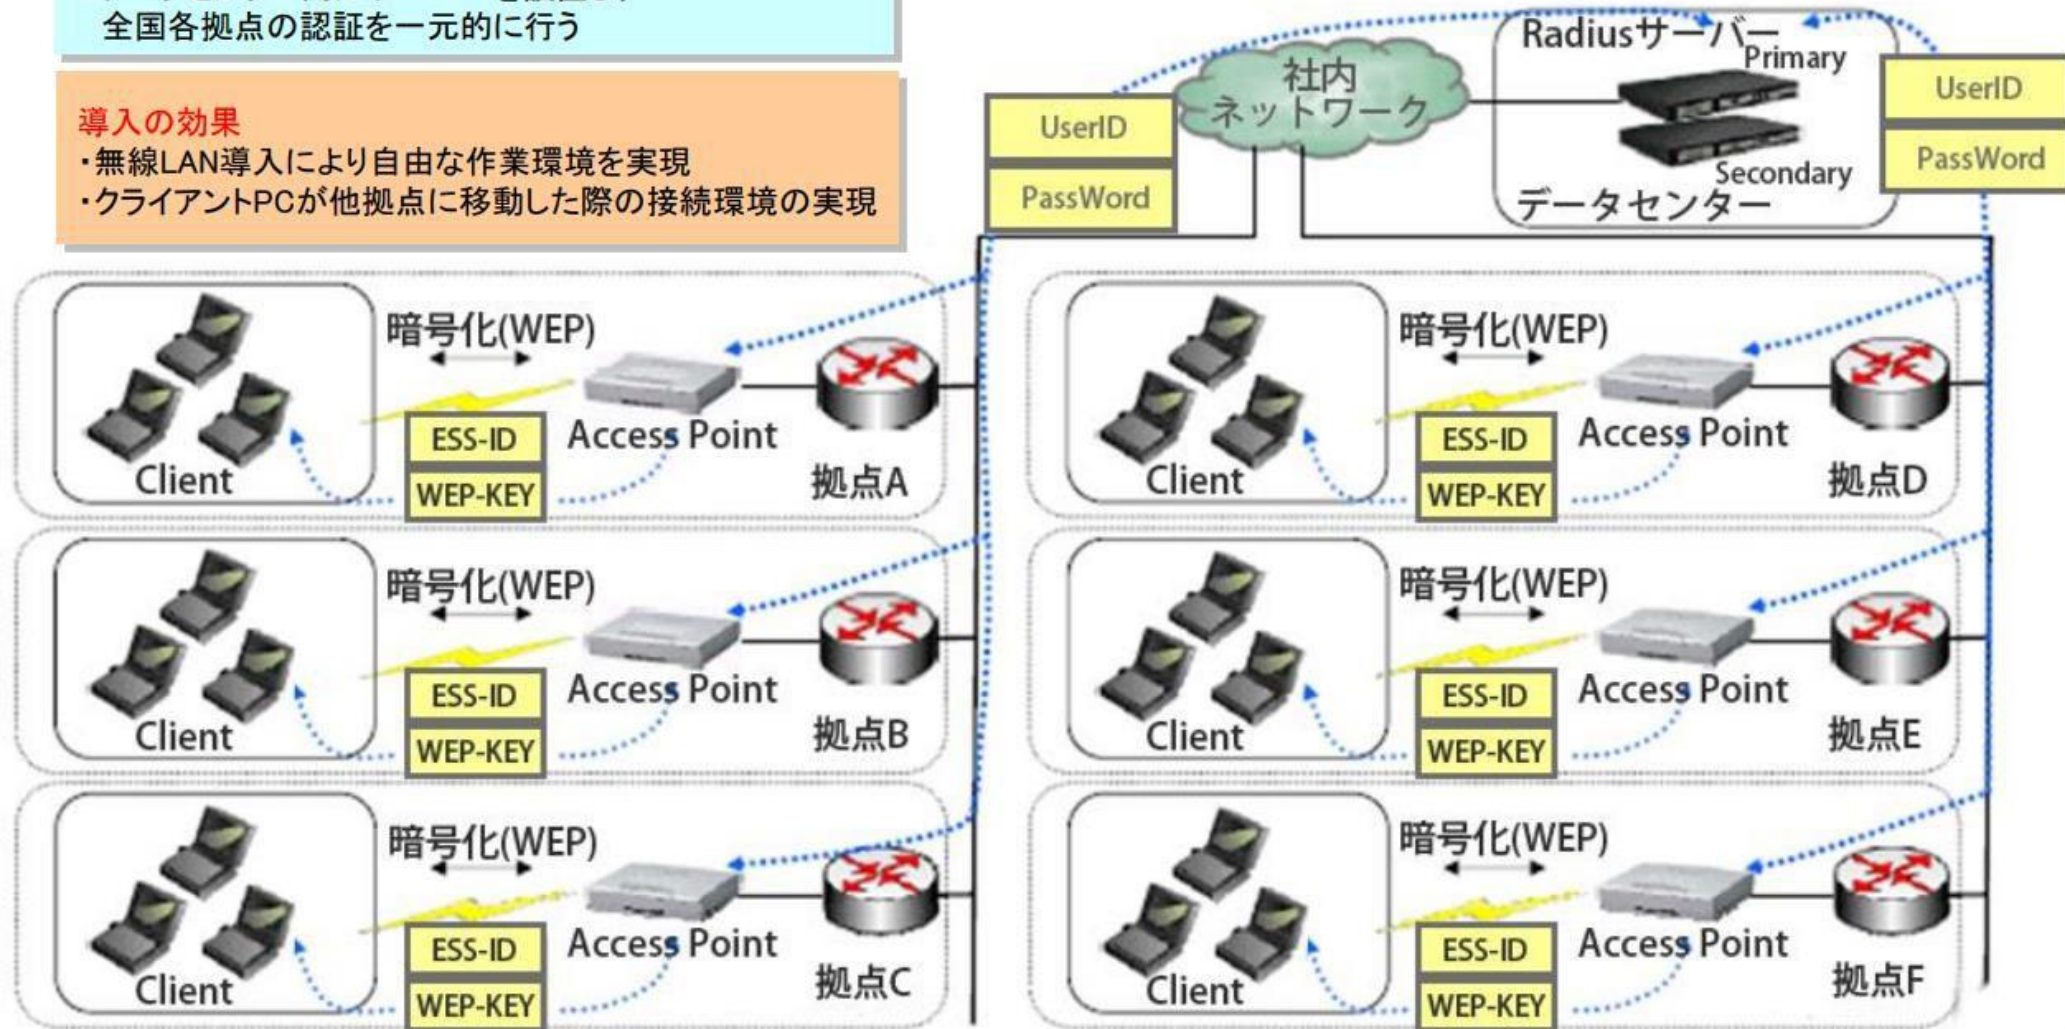 全国各拠点の認証を一元的に行う
導入の効果
・無線LAN導入により自由な作業環境を実現
・クライアントPCが他拠点に移動した際の接続環境の実現
UserID
PassWord
社内
ネットワーク
Radiusサーバー
Primary
Secondary
データセンター
UserID
PassWord
暗号化(WEP)
ESS-ID
WEP-KEY
Access Point
Client
拠点A
暗号化(WEP)
ESS-ID
WEP-KEY
Access Point
Client
拠点D
暗号化(WEP)
ESS-ID
WEP-KEY
Access Point
Client
拠点B
暗号化(WEP)
ESS-ID
WEP-KEY
Access Point
Client
拠点E
暗号化(WEP)
ESS-ID
WEP-KEY
Access Point
Client
拠点C
暗号化(WEP)
ESS-ID
WEP-KEY
Access Point
Client
拠点F